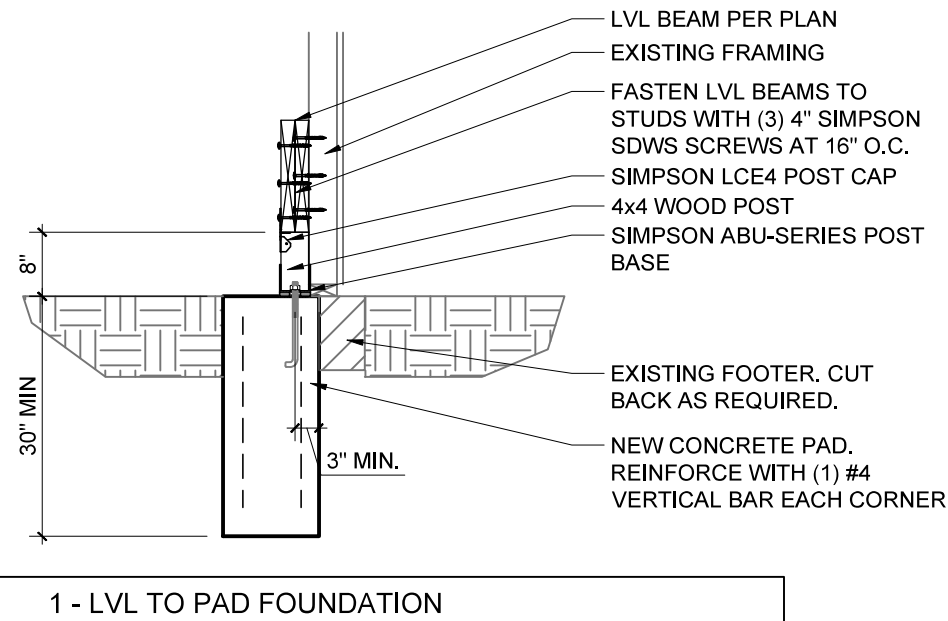 LVL BEAM PER PLAN
EXISTING FRAMING
FASTEN LVL BEAMS TO
STUDS WITH (3) 4" SIMPSON
SDWS SCREWS AT 16" O.C.
SIMPSON LCE4 POST CAP
4x4 WOOD POST
SIMPSON ABU-SERIES POST
BASE
8"
EXISTING FOOTER. CUT
BACK AS REQUIRED.
30" MIN
3" MIN.
NEW CONCRETE PAD.
REINFORCE WITH (1) #4
VERTICAL BAR EACH CORNER
1 - LVL TO PAD FOUNDATION